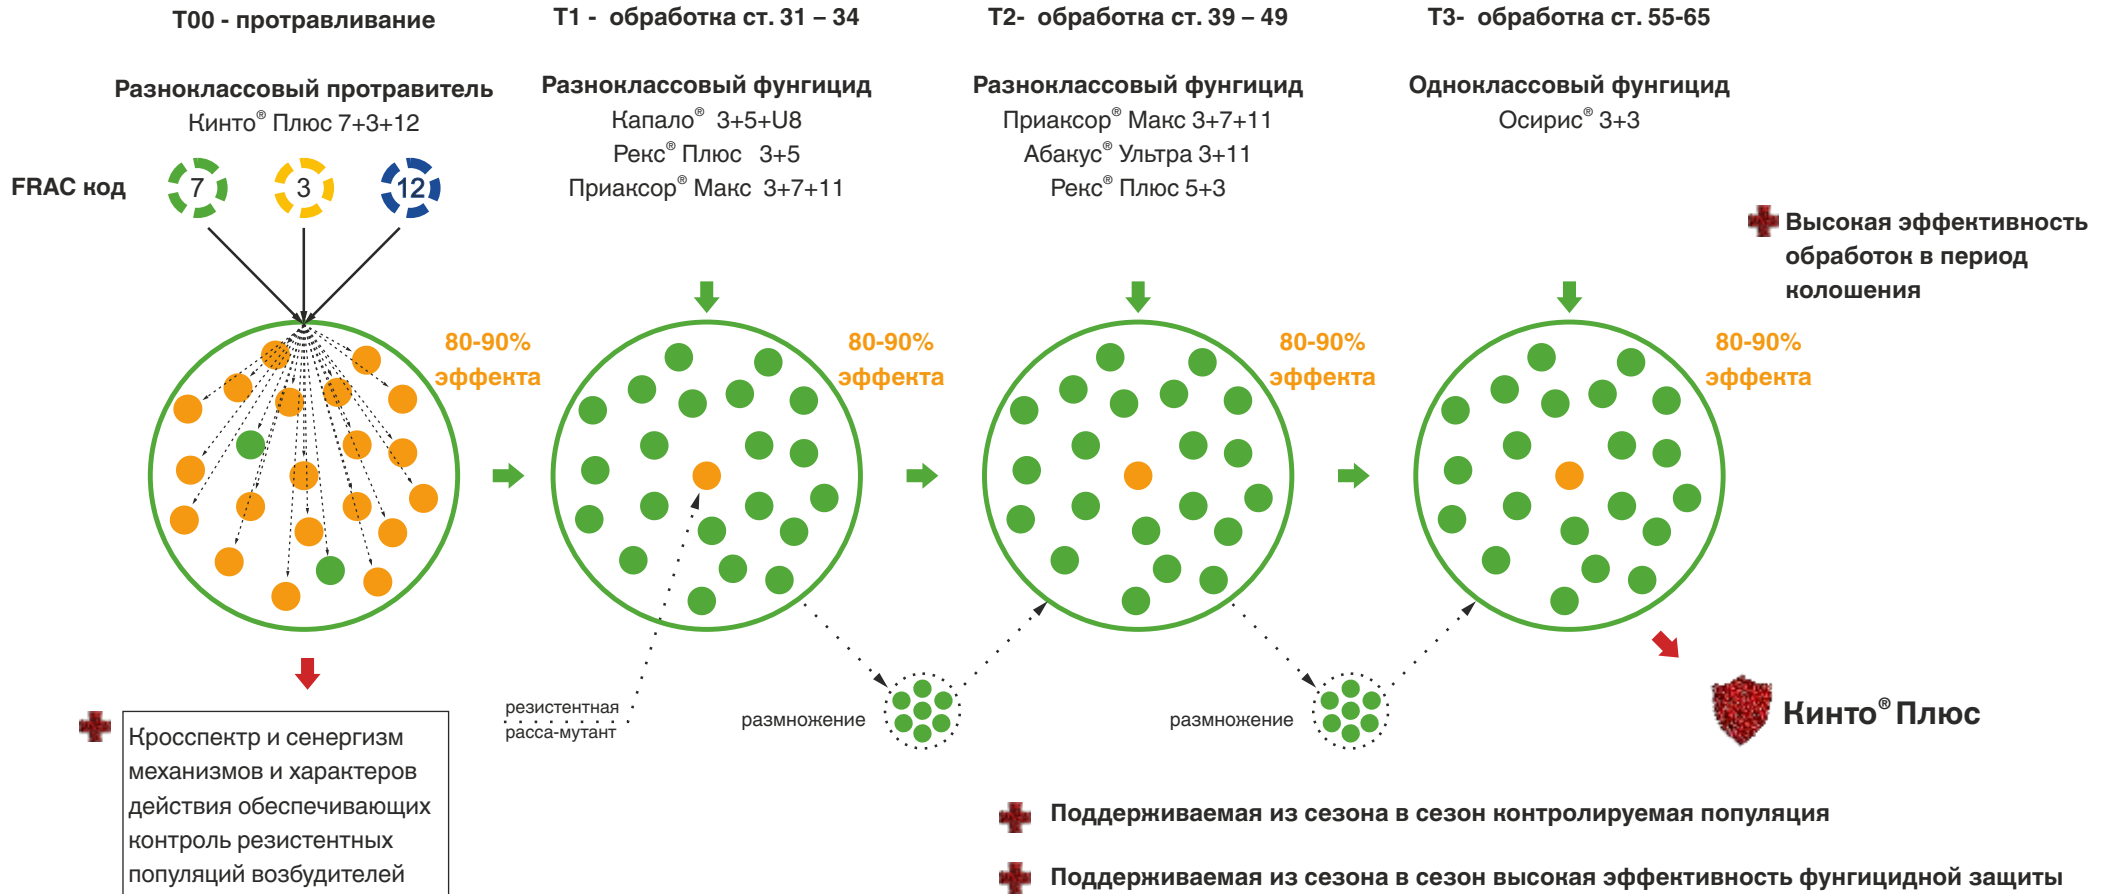 Т00 - протравливание
Разноклассовый протравитель
Кинто® Плюс 7+3+12
FRAC код
7
3
12
Т1 - обработка ст. 31 – 34
Разноклассовый фунгицид
Капало® 3+5+U8
Рекс® Плюс 3+5
Приаксор® Макс 3+7+11
Т2- обработка ст. 39 – 49
Разноклассовый фунгицид
Приаксор® Макс 3+7+11
Абакус® Ультра 3+11
Рекс® Плюс 5+3
Т3- обработка ст. 55-65
Одноклассовый фунгицид
Осирис® 3+3
Высокая эффективность
обработок в период
колошения
80-90%
эффекта
80-90%
эффекта
80-90%
эффекта
80-90%
эффекта
резистентная
расса-мутант
размножение
размножение
Кинто® Плюс
Кросспектр и сенергизм
механизмов и характеров
действия обеспечивающих
контроль резистентных
популяций возбудителей
Поддерживаемая из сезона в сезон контролируемая популяция
Поддерживаемая из сезона в сезон высокая эффективность фунгицидной защиты